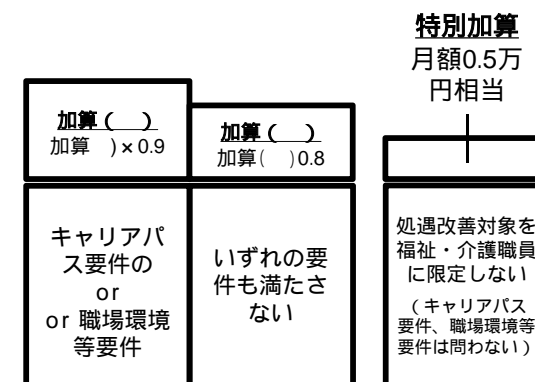 特別加算
月額0.5万
円相当
加算(　)
加算　)×0.9
加算(　)
加算(　)0.8
キャリアパ
ス要件の
or
or 職場環境
等要件
いずれの要
件も満たさ
ない
処遇改善対象を
福祉・介護職員
に限定しない
(キャリアパス
要件、職場環境等
要件は問わない)